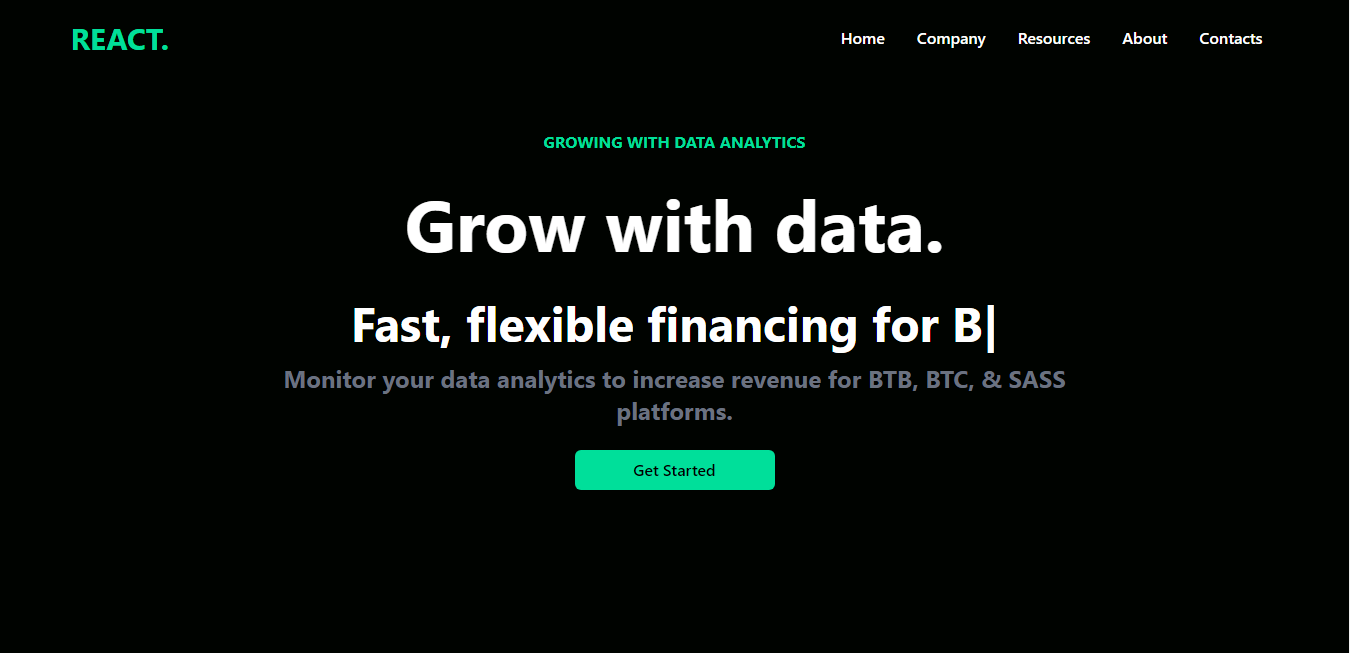 REACT.
Home Company Resources About Contacts
GROWING WITH DATA ANALYTICS
Grow with data.
Fast, flexible financing for B|
Monitor your data analytics to increase revenue for BTB, BTC, & SASS
platforms.
Get Started